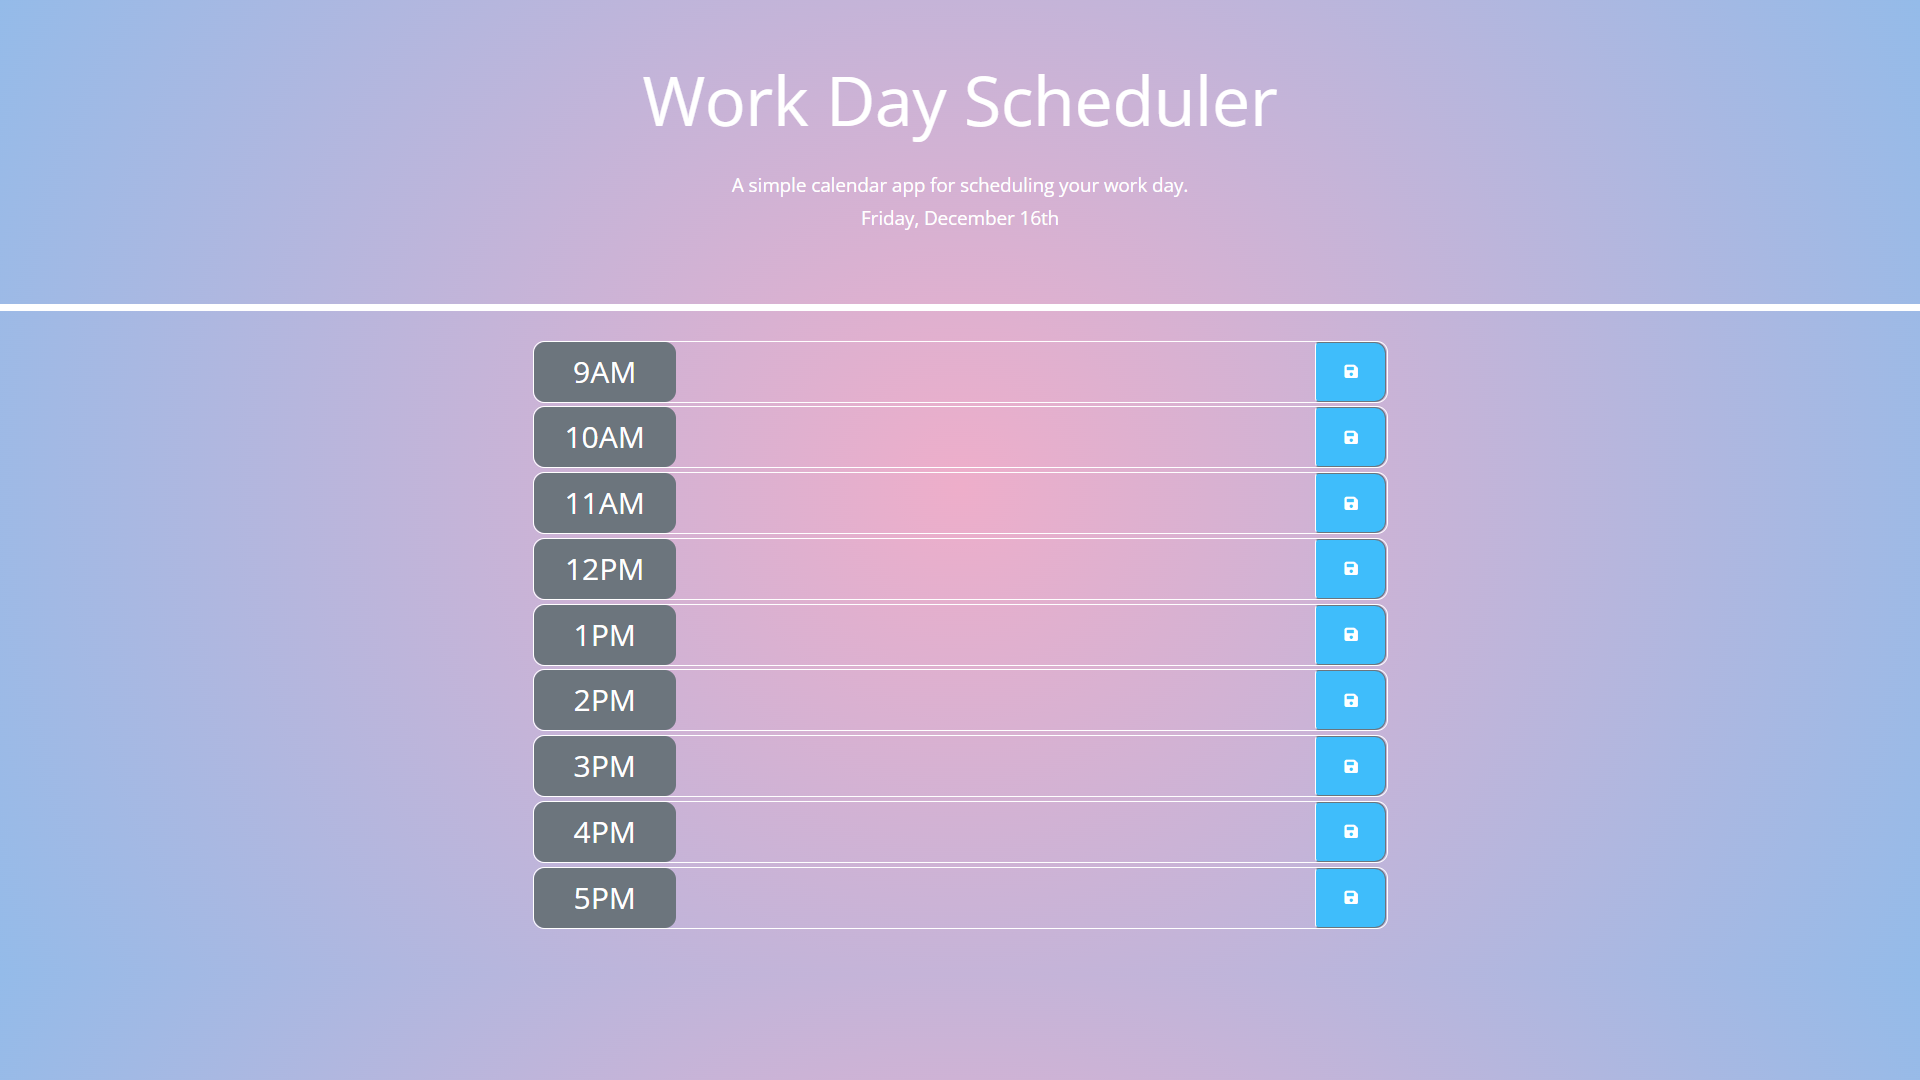 Work Day Scheduler
A simple calendar app for scheduling your work day.
Friday, December 16th
9AM
10AM
11AM
12PM
1PM
2PM
3PM
4PM
5PM